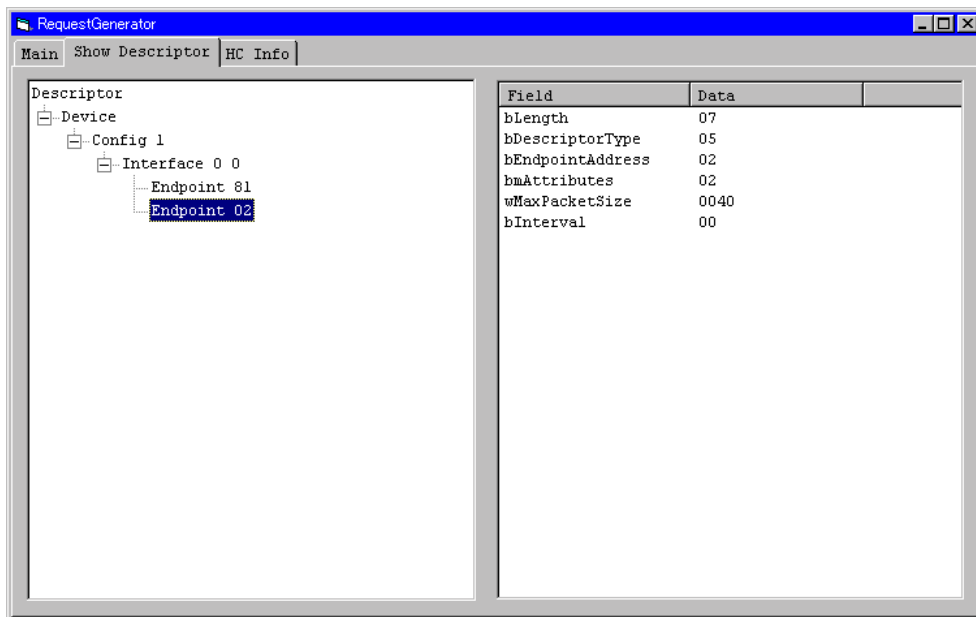 RequestGenerator
Main Show Descriptor HC Info
Descriptor
Device
Config 1
Interface 0 0
Endpoint 81
Endpoint 02
Field Data
bLength 07
bDescriptorType 05
bEndpointAddress 02
bmAttributes 02
wMaxPacketSize 0040
bInterval 00